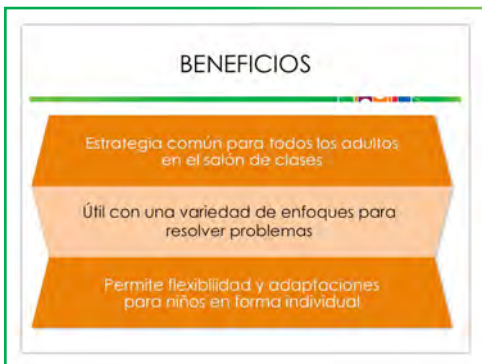 BENEFICIOS
Estrategia común para todos los adultos
en el salón de clases
Útil con una variedad de enfoques para
resolver problemas
Permite flexibilidad y adaptaciones
para niños en forma individual